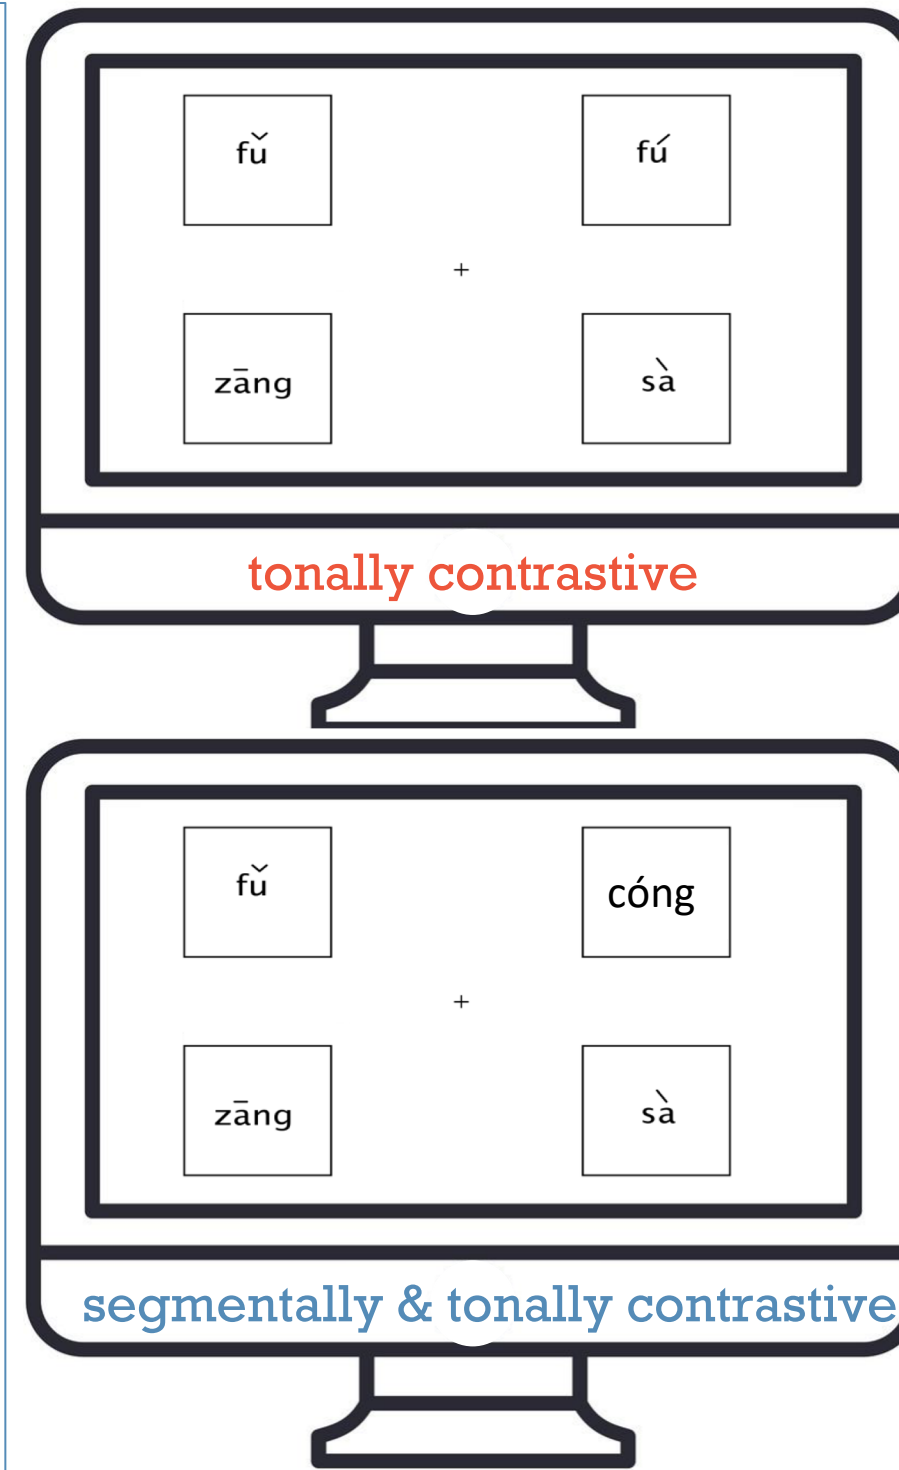 fǔ fú
+
zāng sà
tonally contrastive
fǔ cóng
+
zāng sà
segmentally & tonally contrastive